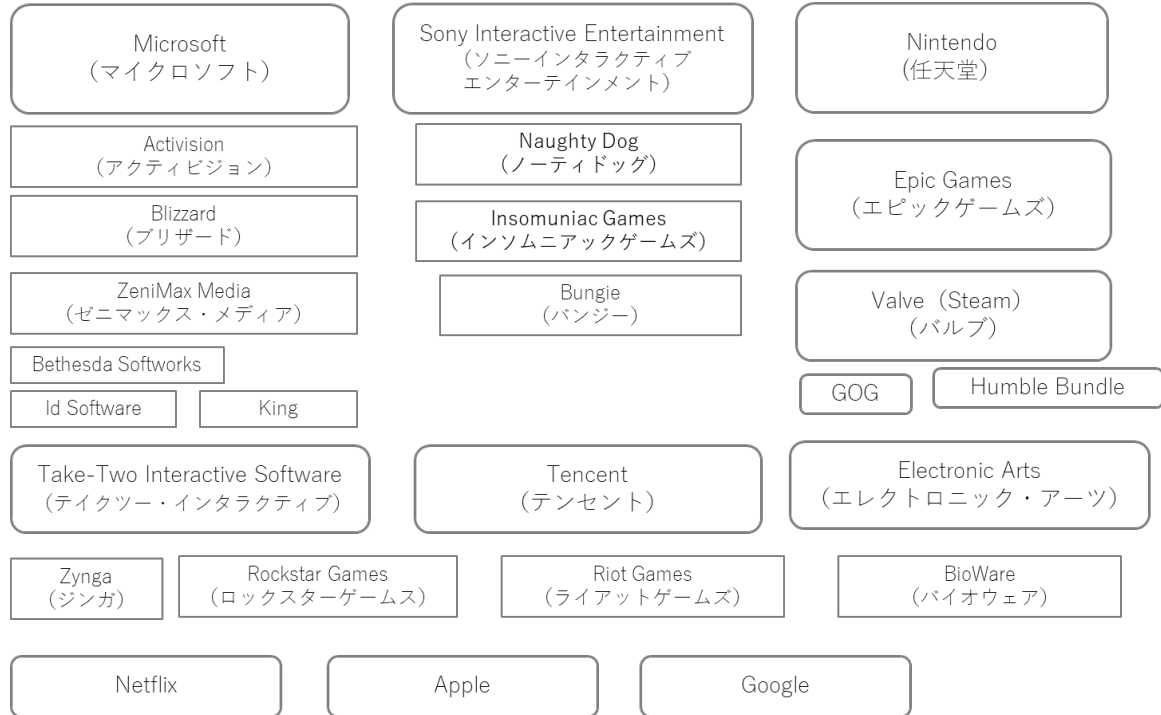 Microsoft
（マイクロソフト）
Sony Interactive Entertainment
（ソニーインタラクティブ
エンターテインメント）
Nintendo
(任天堂）
Activision
（アクティビジョン）
Naughty Dog
（ノーティドッグ）
Epic Games
（エピックゲームズ）
Blizzard
（ブリザード）
Insomuniac Games
（インソムニアックゲームズ）
ZeniMax Media
（ゼニマックス・メディア）
Bungie
（バンジー）
Valve（Steam）
（バルブ）
Bethesda Softworks
GOG
Humble Bundle
Id Software
King
Take-Two Interactive Software
（テイクツー・インタラクティブ）
Tencent
（テンセント）
Electronic Arts
（エレクトロニック・アーツ）
Zynga
（ジンガ）
Rockstar Games
（ロックスターゲームス）
Riot Games
（ライアットゲームズ）
BioWare
（バイオウェア）
Netflix
Apple
Google